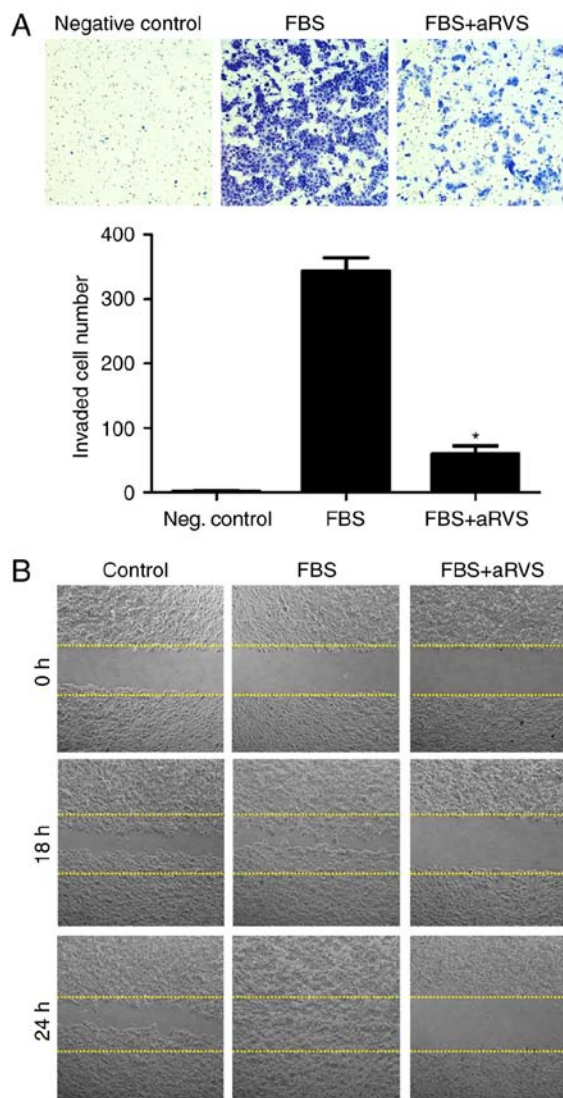 A
Negative control FBS FBS+aRVS
400
300
200
100
0
Invaded cell number
*
Neg. control FBS FBS+aRVS
B
Control FBS FBS+aRVS
0 h
18 h
24 h